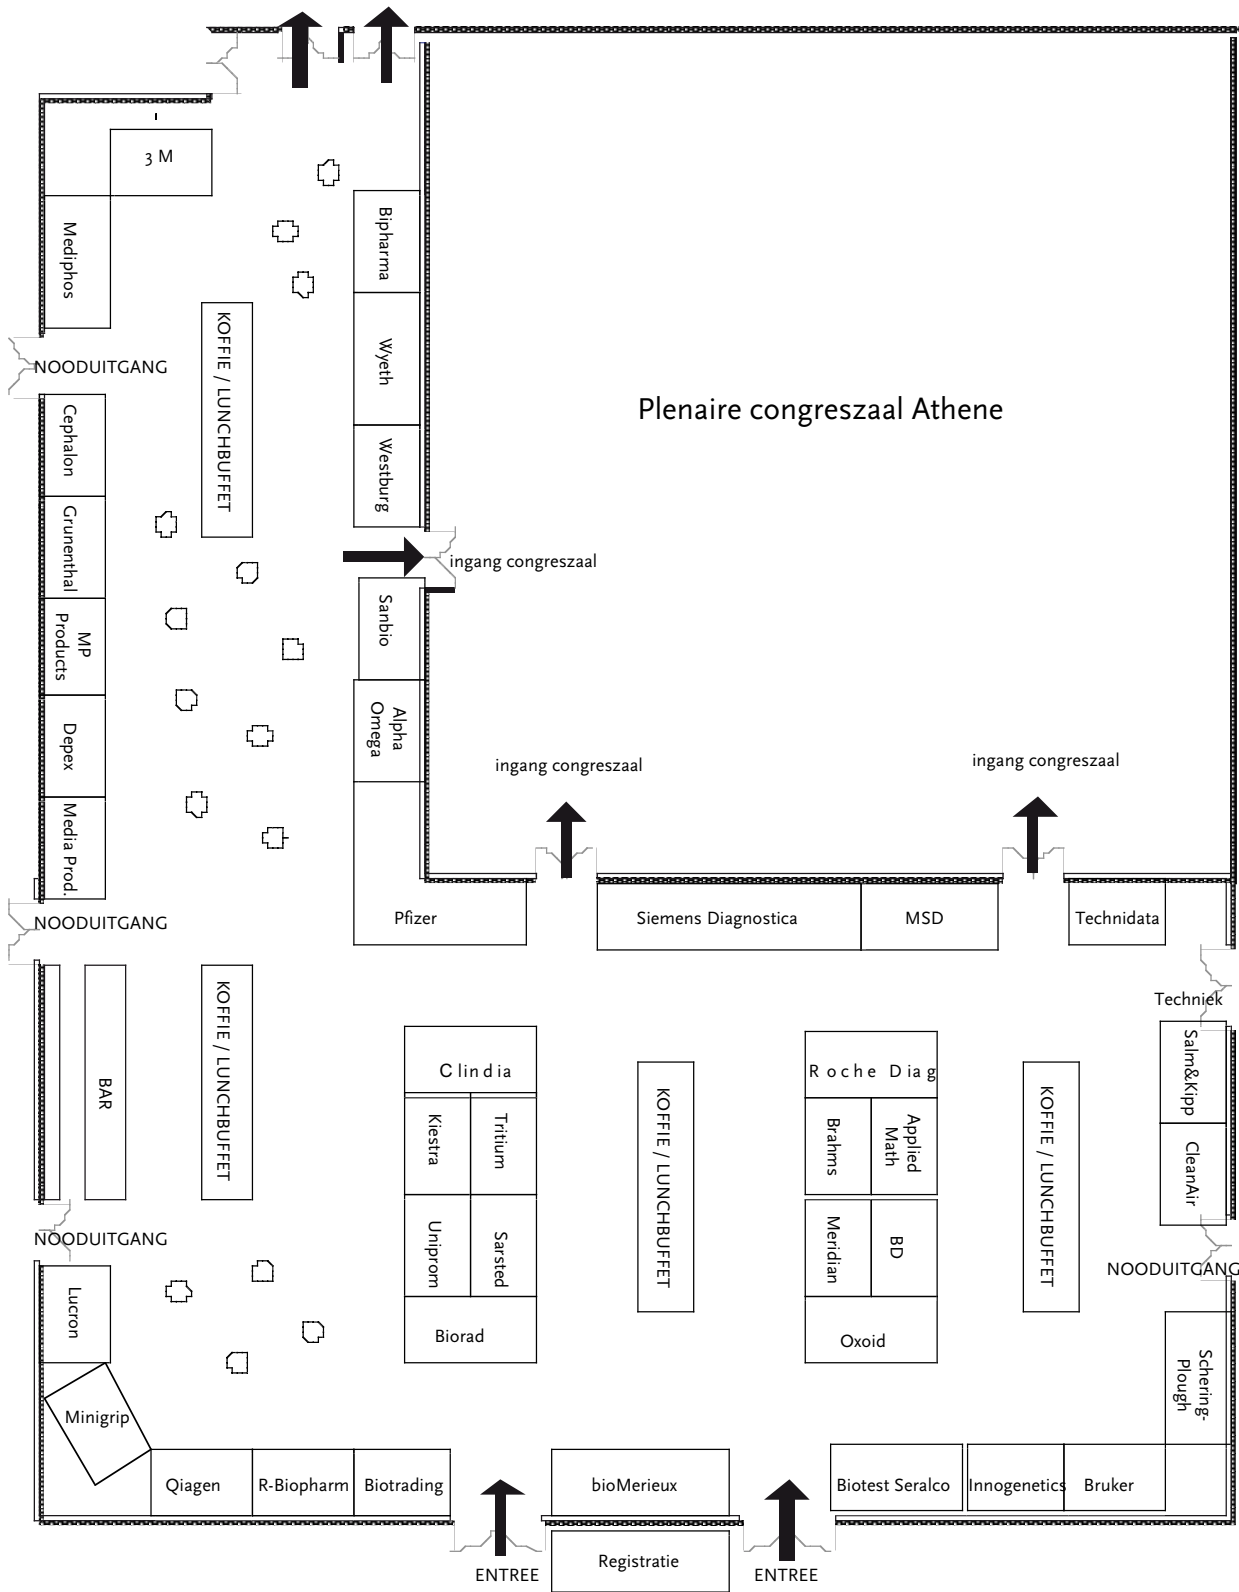 3 M
Mediphos
Bipharma
KOFFIE / LUNCHBUFFET
Wyeth
NOODUITGANG
Plenaire congreszaal Athene
Cephalon
Westburg
Grunenthal
ingang congreszaal
MP
Products
Sanbio
Alpha
Omega
Depex
ingang congreszaal
ingang congreszaal
Media Prod.
NOODUITGANG
Pfizer
Siemens Diagnostica
MSD
Technidata
Techniek
BAR
KOFFIE / LUNCHBUFFET
Clindia
KOFFIE / LUNCHBUFFET
Roche Diag
KOFFIE / LUNCHBUFFET
Salm&Kipp
Kiestra
Tritium
Brahms
Applied
Math
CleanAir
NOODUITGANG
Uniprom
Sarsted
Meridian
BD
NOODUITGANG
Lucron
Biorad
Oxoid
Schering-
Plough
Minigrip
Qiagen
R-Biopharm
Biotrading
bioMerieux
Biotest Seralco
Innogenetics
Bruker
Registratie
ENTREE
ENTREE